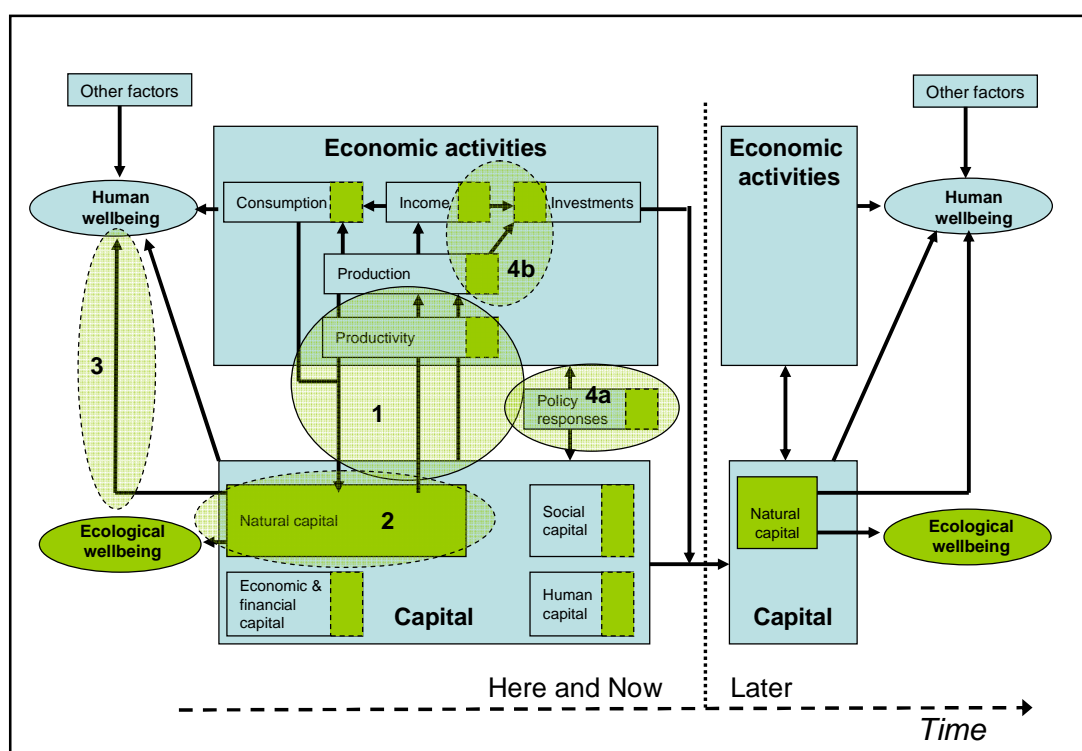 Other factors
Other factors
Economic activities
Economic
activities
Human
wellbeing
Consumption
Income
Investments
Human
wellbeing
4b
Production
Productivity
3
4a
Policy
responses
1
Natural capital
2
Social
capital
Natural
capital
Ecological
wellbeing
Ecological
wellbeing
Economic &
financial
capital
Capital
Human
capital
Capital
Here and Now
Later
Time